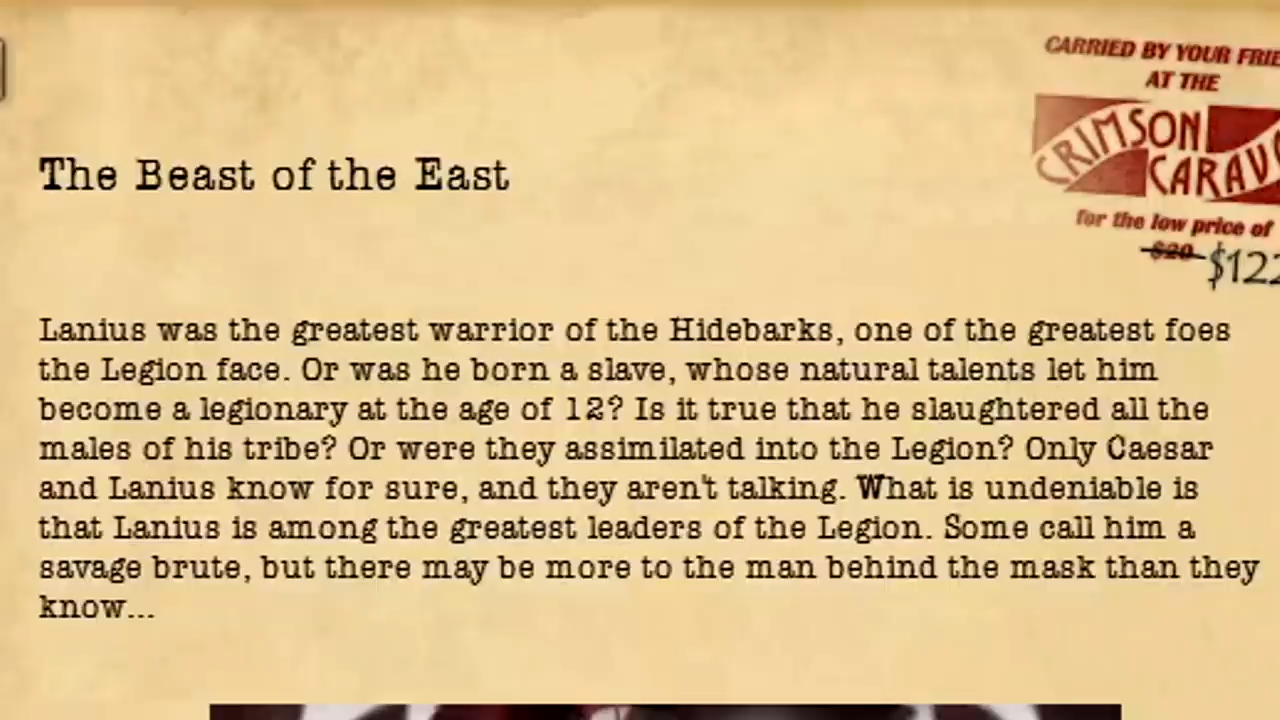 CARRIED BY YOUR
AT THE
CRIMSON
for the low price of
$20
The Beast of the East
Lanius was the greatest warrior of the Hidebarks, one of the greatest foes
the Legion face. Or was he born a slave, whose natural talents let him
become a legionary at the age of 12? Is it true that he slaughtered all the
males of his tribe? Or were they assimilated into the Legion? Only Caesar
and Lanius know for sure, and they aren't talking. What is undeniable is
that Lanius is among the greatest leaders of the Legion. Some call him a
savage brute, but there may be more to the man behind the mask than they
know...